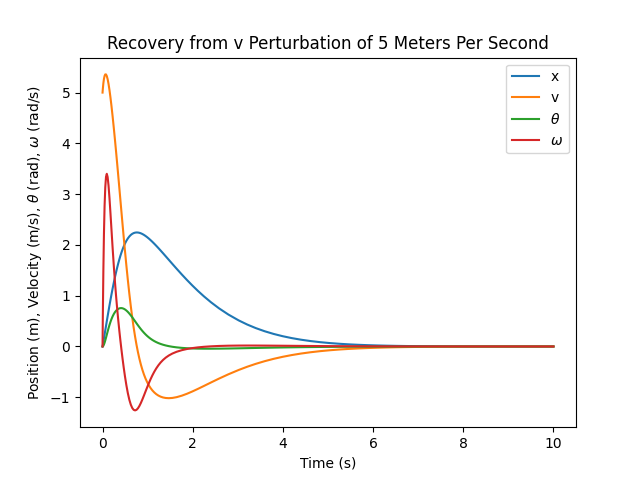 Recovery from v Perturbation of 5 Meters Per Second
x
v
θ
ω
5
4
3
2
1
0
−1
Position (m), Velocity (m/s), θ (rad), ω (rad/s)
0
2
4
6
8
10
Time (s)